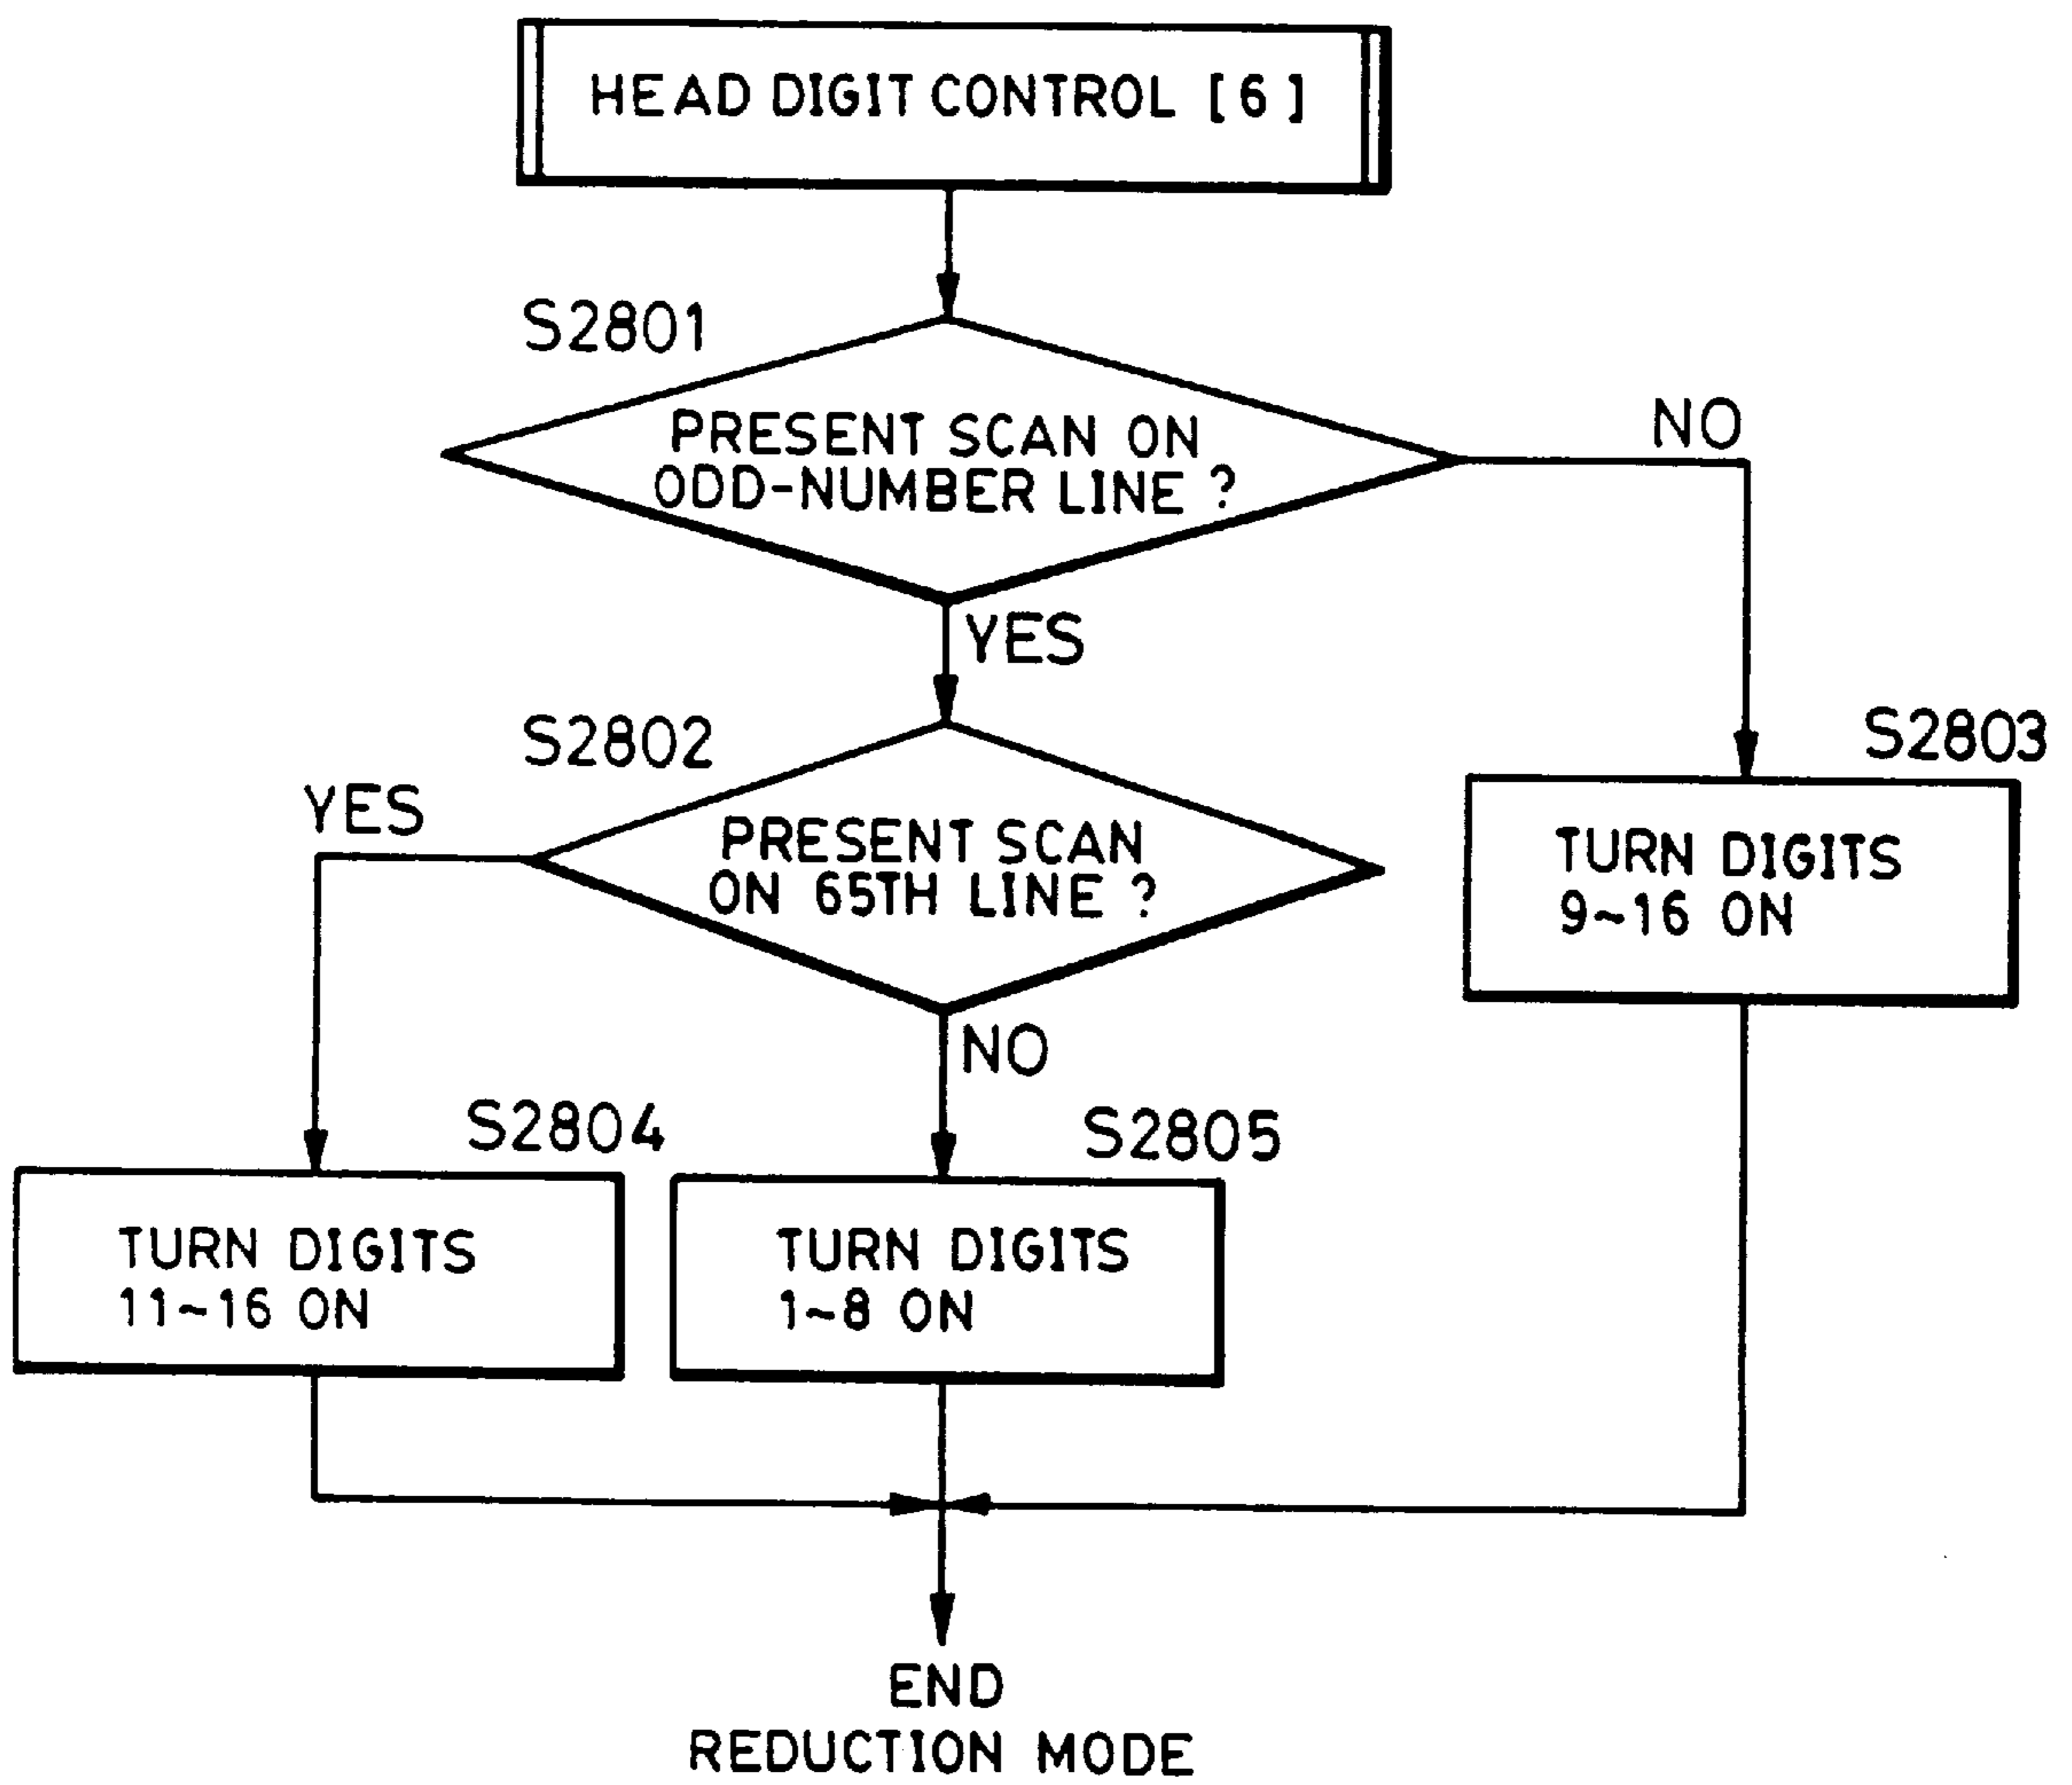 HEAD DIGIT CONTROL [6]
S2801
PRESENT SCAN ON
ODD-NUMBER LINE ?
NO
YES
S2802
S2803
YES
PRESENT SCAN
ON 65TH LINE ?
TURN DIGITS
9~16 ON
NO
S2804
S2805
TURN DIGITS
11~16 ON
TURN DIGITS
1~8 ON
END
REDUCTION MODE